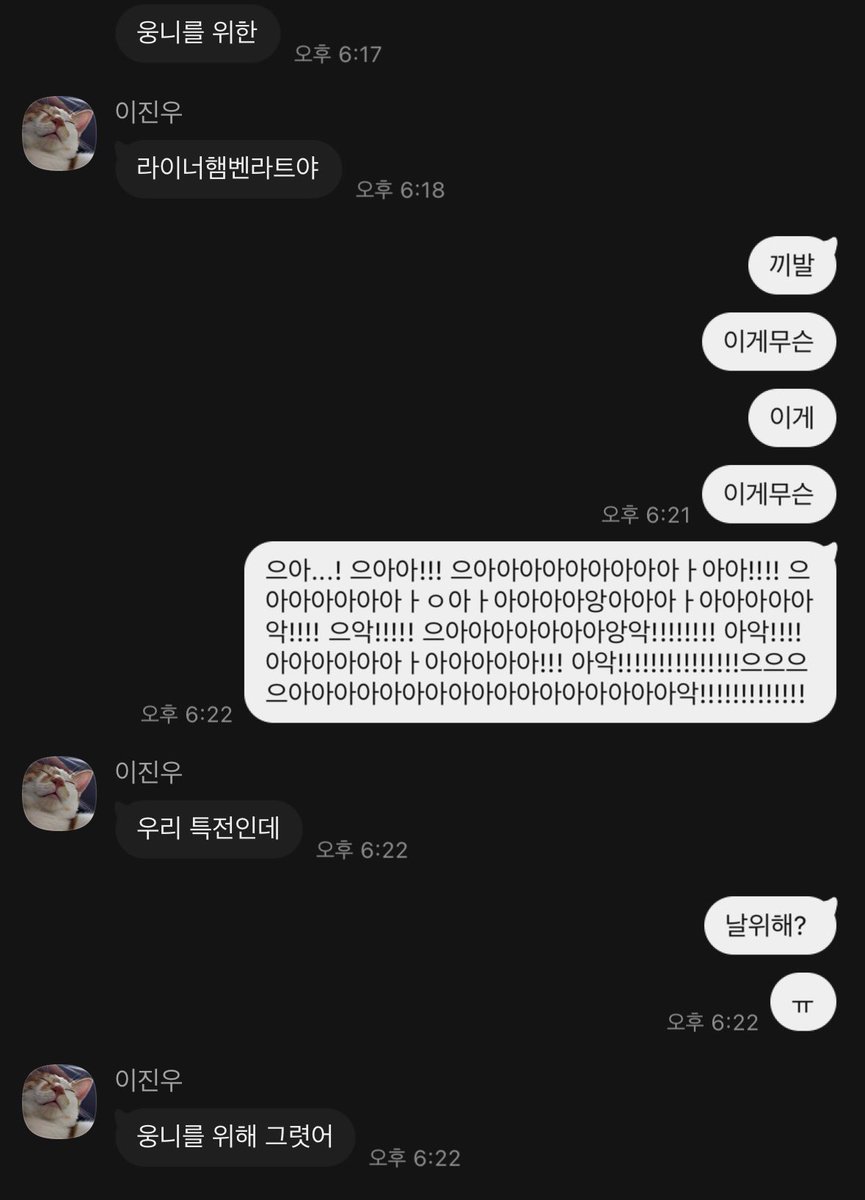 웅니를 위한
오후 6:17
이진우
라이너햄벤라트야
오후 6:18
끼발
이게무슨
이게
이게무슨
오후 6:21
으아...! 으아아!!! 으아아아아아아아아아ㅏ아아!!!! 으
아아아아아아ㅏㅇ아ㅏ아아아아앙아아아ㅏ아아아아아
악!!!! 으악!!!!! 으아아아아아아아앙악!!!!!!!! 아악!!!!
아아아아아아ㅏ아아아아아!!! 아악!!!!!!!!!!!!!!!으으으
으아아아아아아아아아아아아아아아아아악!!!!!!!!!!!!!
오후 6:22
이진우
우리 특전인데
오후 6:22
날위해?
ㅠ
오후 6:22
이진우
웅니를 위해 그렷어
오후 6:22